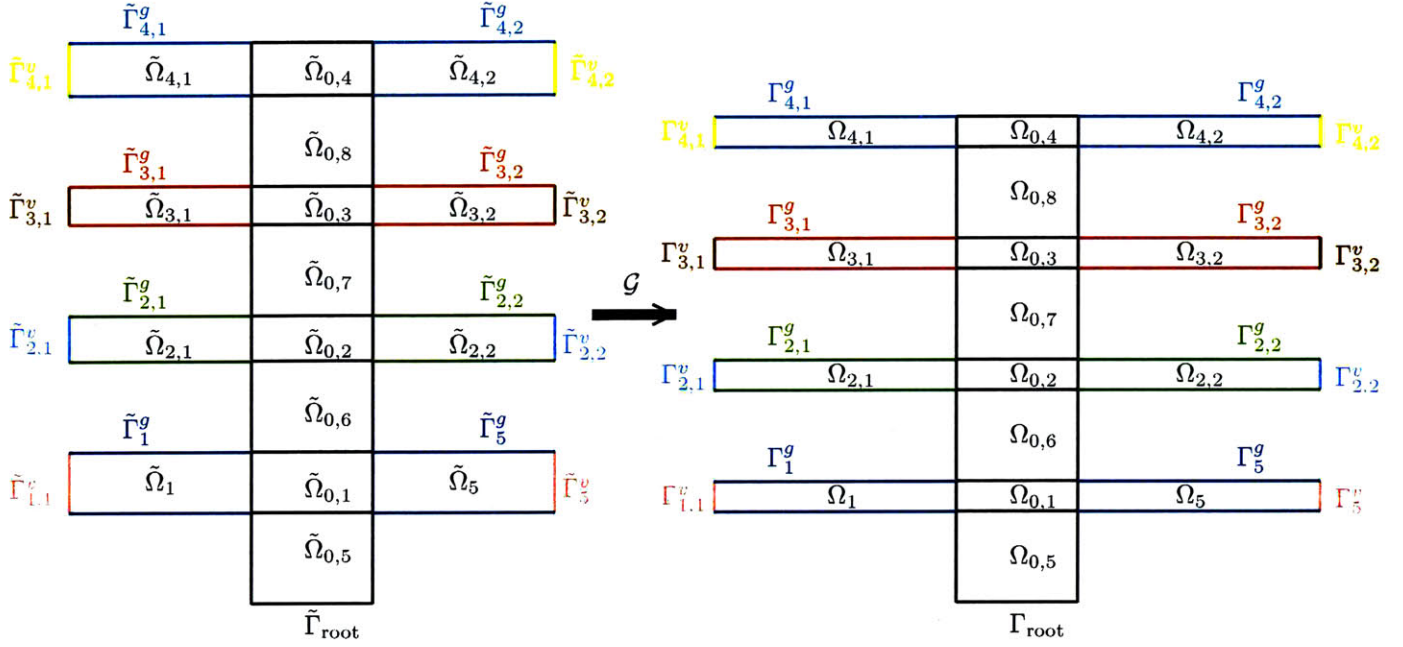 Γ̃^g_{4,1} Γ̃^g_{4,2}
Γ̃^v_{4,1} Ω̃_{4,1} Ω̃_{0,4} Ω̃_{4,2} Γ̃^v_{4,2}
Ω̃_{0,8}
Γ̃^g_{3,1} Γ̃^g_{3,2}
Γ̃^v_{3,1} Ω̃_{3,1} Ω̃_{0,3} Ω̃_{3,2} Γ̃^v_{3,2}
Ω̃_{0,7}
Γ̃^g_{2,1} Γ̃^g_{2,2}
Γ̃^v_{2,1} Ω̃_{2,1} Ω̃_{0,2} Ω̃_{2,2} Γ̃^v_{2,2}
Ω̃_{0,6}
Γ̃^g_1 Γ̃^g_5
Γ̃^v_{1,1} Ω̃_1 Ω̃_{0,1} Ω̃_5 Γ̃^v_5
Ω̃_{0,5}
Γ̃_{root}
𝒢
Γ^g_{4,1} Γ^g_{4,2}
Γ^v_{4,1} Ω_{4,1} Ω_{0,4} Ω_{4,2} Γ^v_{4,2}
Ω_{0,8}
Γ^g_{3,1} Γ^g_{3,2}
Γ^v_{3,1} Ω_{3,1} Ω_{0,3} Ω_{3,2} Γ^v_{3,2}
Ω_{0,7}
Γ^g_{2,1} Γ^g_{2,2}
Γ^v_{2,1} Ω_{2,1} Ω_{0,2} Ω_{2,2} Γ^v_{2,2}
Ω_{0,6}
Γ^g_1 Γ^g_5
Γ^v_{1,1} Ω_1 Ω_{0,1} Ω_5 Γ^v_5
Ω_{0,5}
Γ_{root}